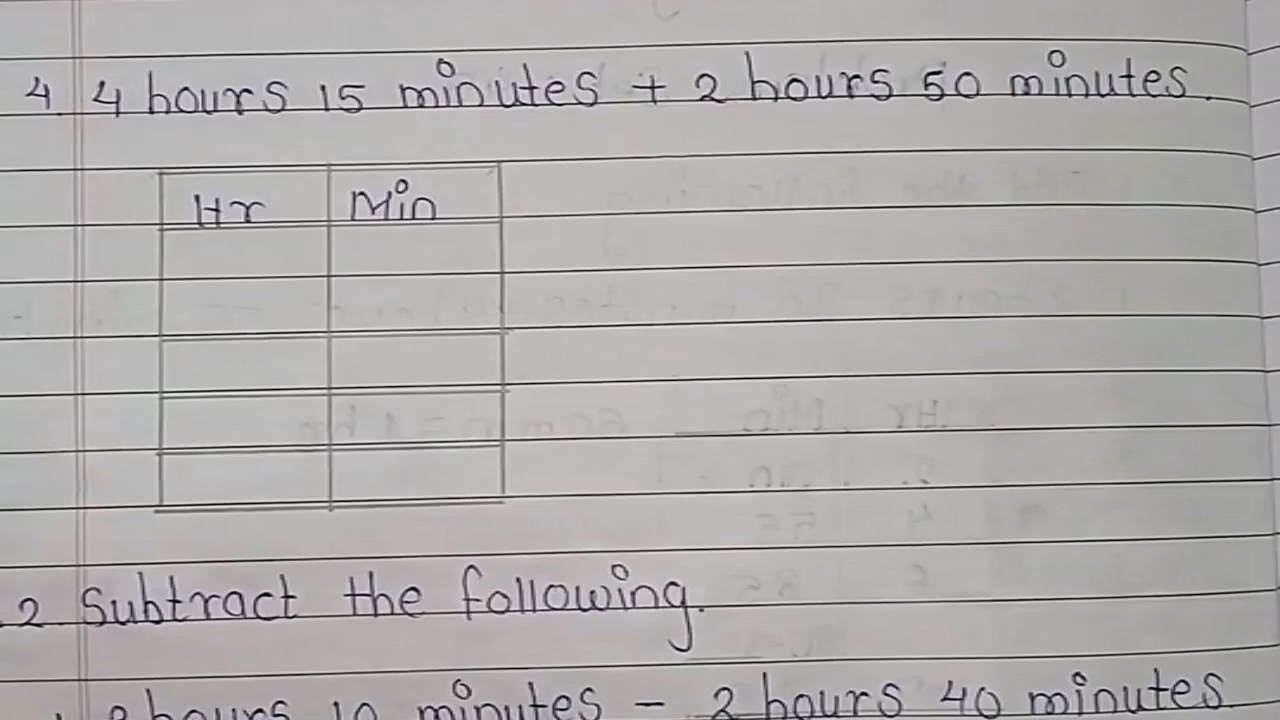 4 4 hours 15 minutes + 2 hours 50 minutes.
Hr Min
.2 Subtract the following.
hours 10 minutes - 2 hours 40 minutes